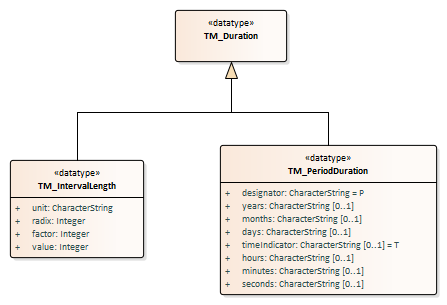 «datatype»
TM_Duration
«datatype»
TM_IntervalLength
+ unit: CharacterString
+ radix: Integer
+ factor: Integer
+ value: Integer
«datatype»
TM_PeriodDuration
+ designator: CharacterString = P
+ years: CharacterString [0..1]
+ months: CharacterString [0..1]
+ days: CharacterString [0..1]
+ timeIndicator: CharacterString [0..1] = T
+ hours: CharacterString [0..1]
+ minutes: CharacterString [0..1]
+ seconds: CharacterString [0..1]